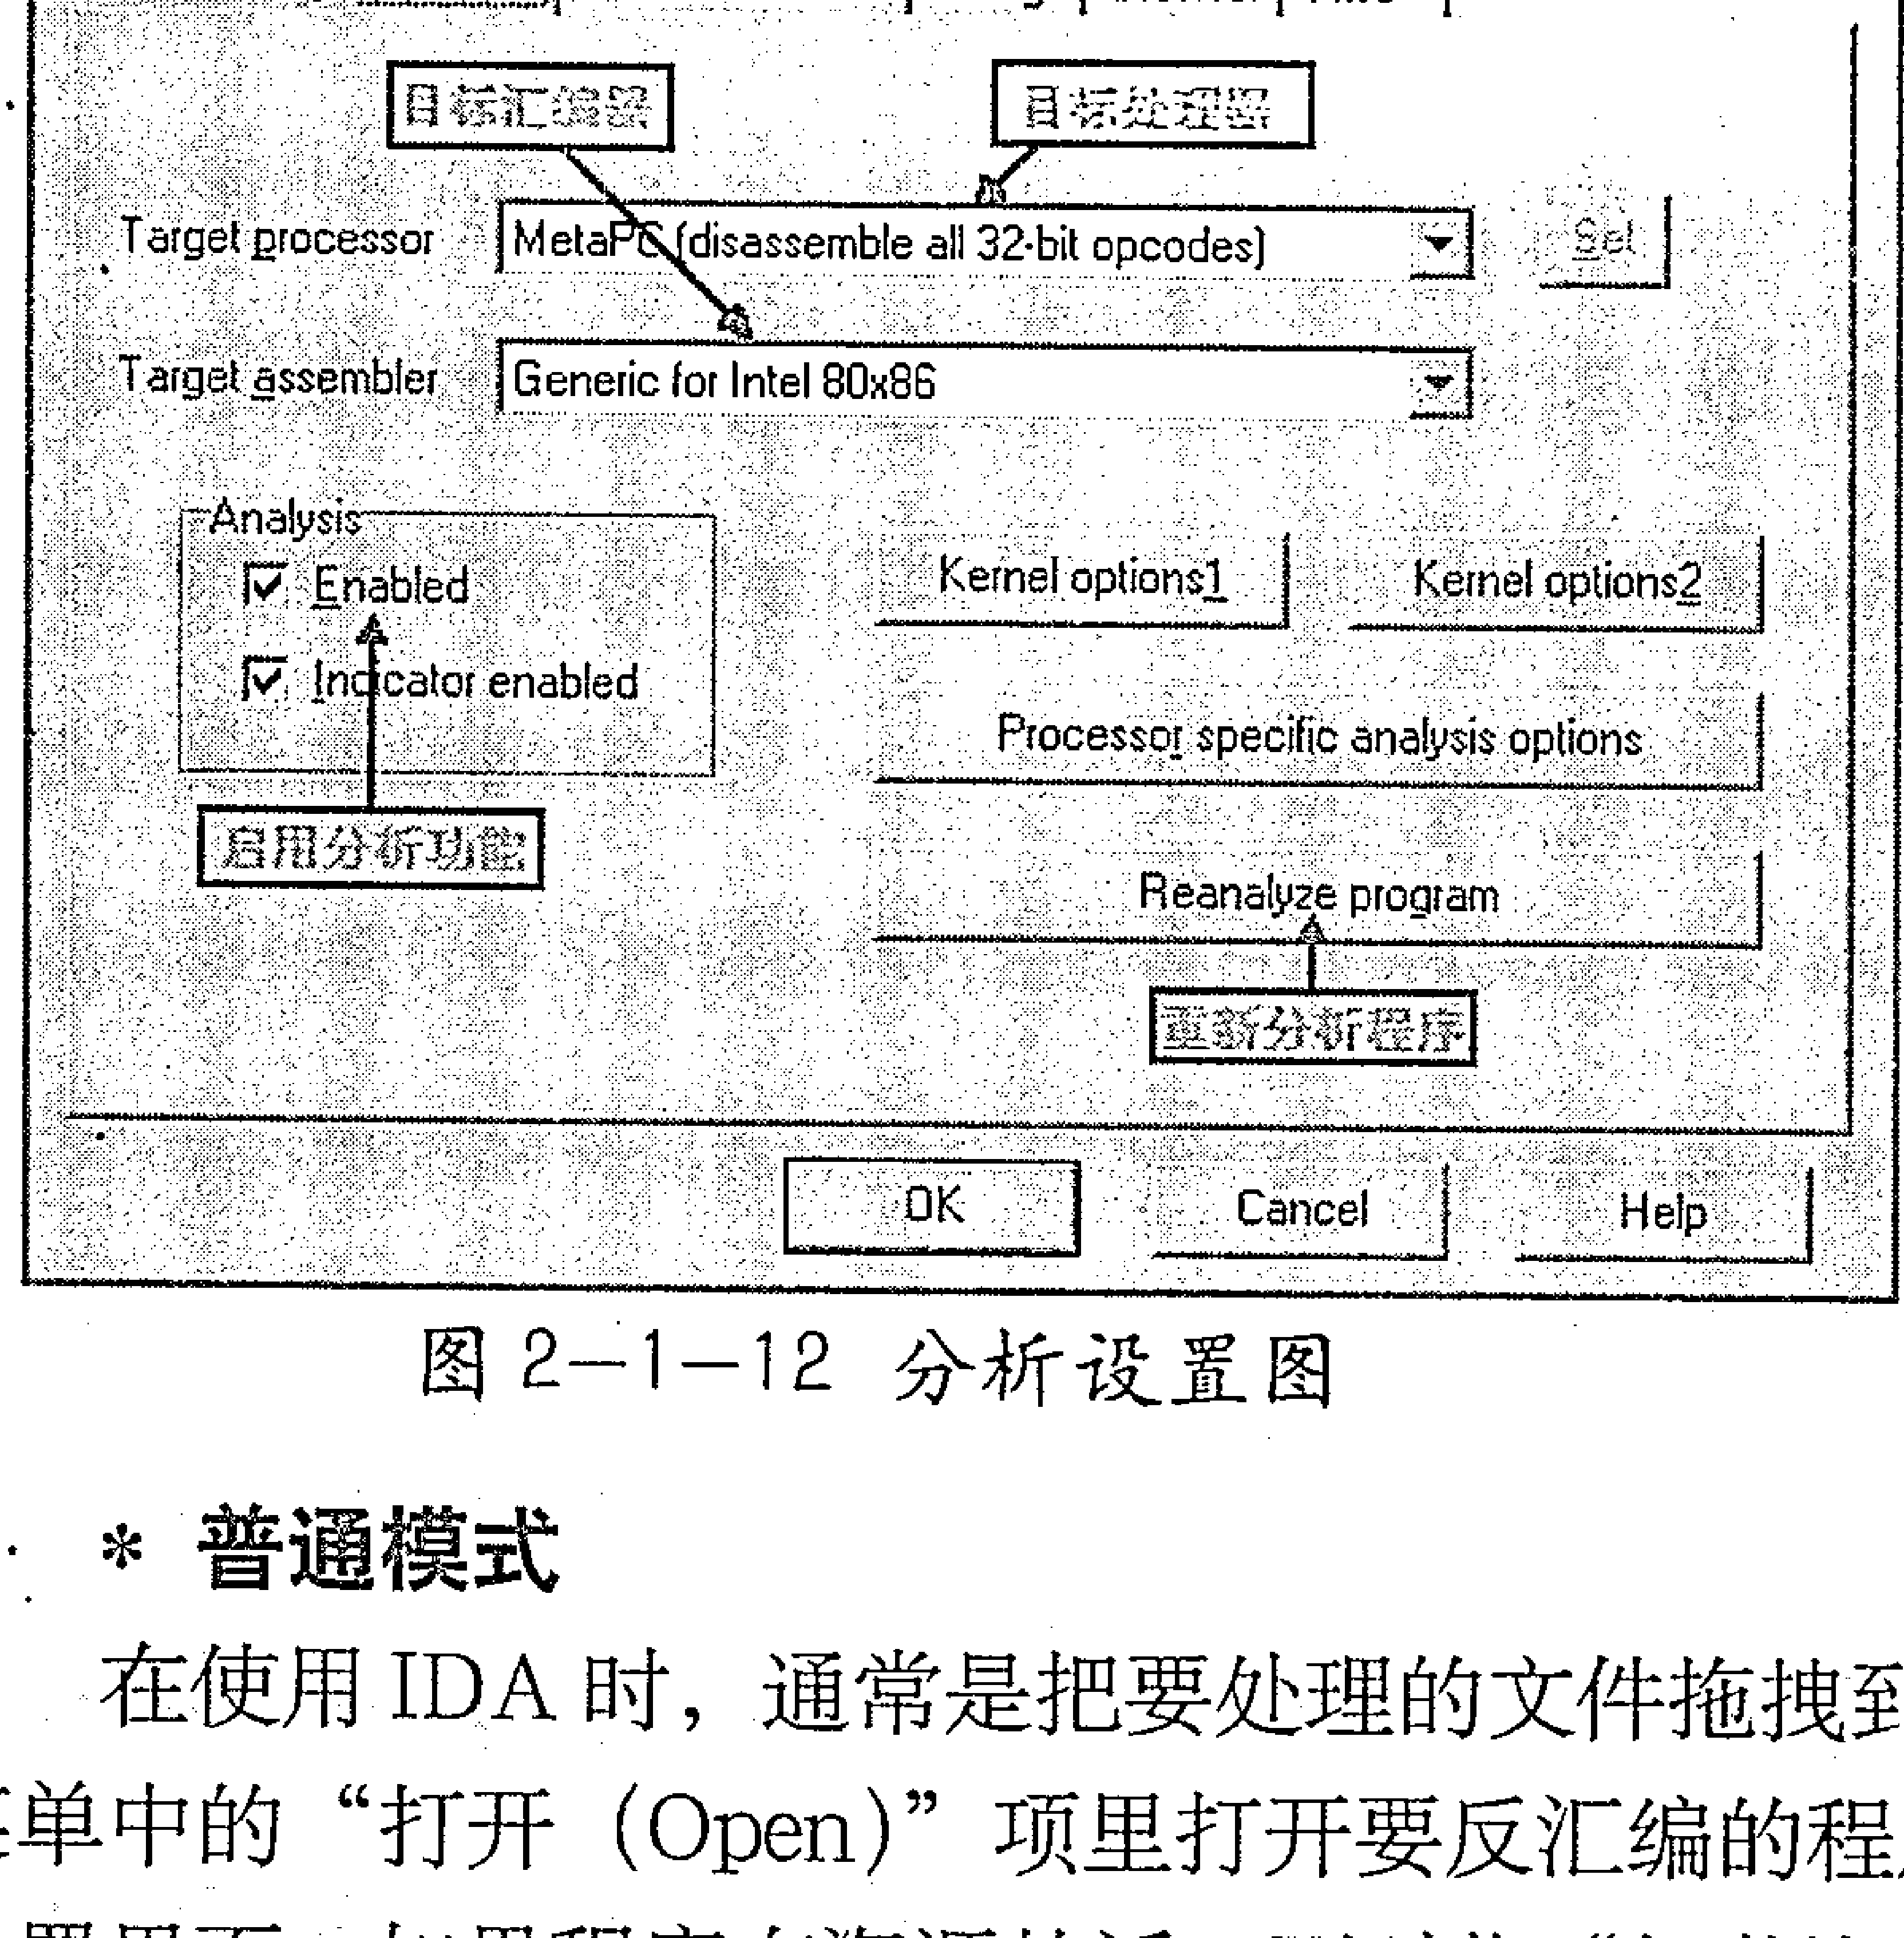 目标汇编器 目标处理器
Target processor MetaPC (disassemble all 32-bit opcodes) Sel
Target assembler Generic for Intel 80x86
Analysis
Enabled Kernel options1 Kernel options2
Indicator enabled
Processor specific analysis options
启用分析功能
Reanalyze program
重新分析程序
OK Cancel Help
图 2-1-12 分析设置图
* 普通模式
在使用 IDA 时, 通常是把要处理的文件拖拽到
单中的 “打开 (Open)” 项里打开要反汇编的程